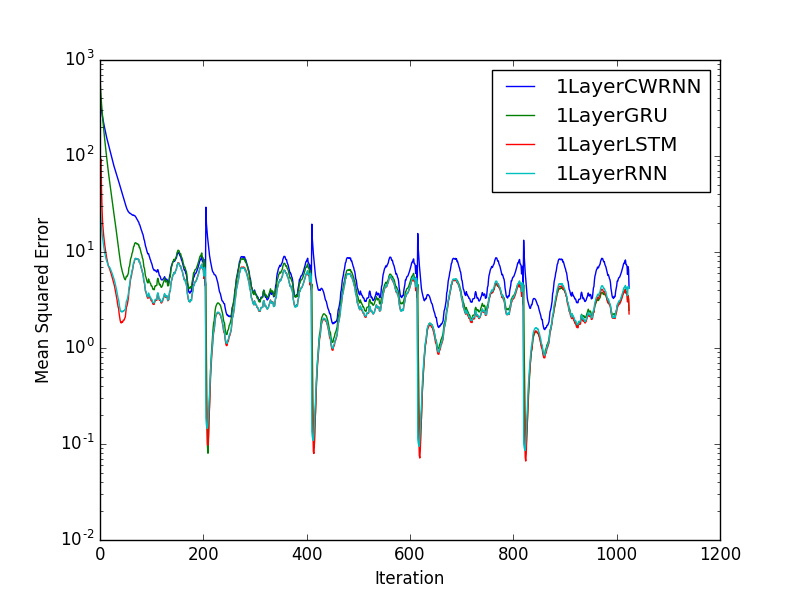 10^3
10^2
10^1
10^0
10^-1
10^-2
Mean Squared Error
1LayerCWRNN
1LayerGRU
1LayerLSTM
1LayerRNN
0 200 400 600 800 1000 1200
Iteration